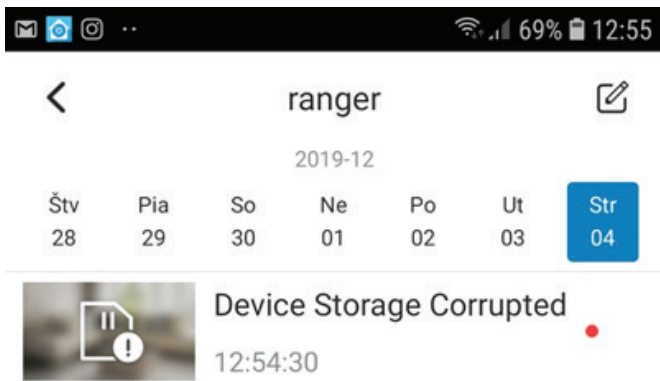 69% 12:55
ranger
2019-12
Štv Pia So Ne Po Ut Str
28 29 30 01 02 03 04
Device Storage Corrupted
12:54:30